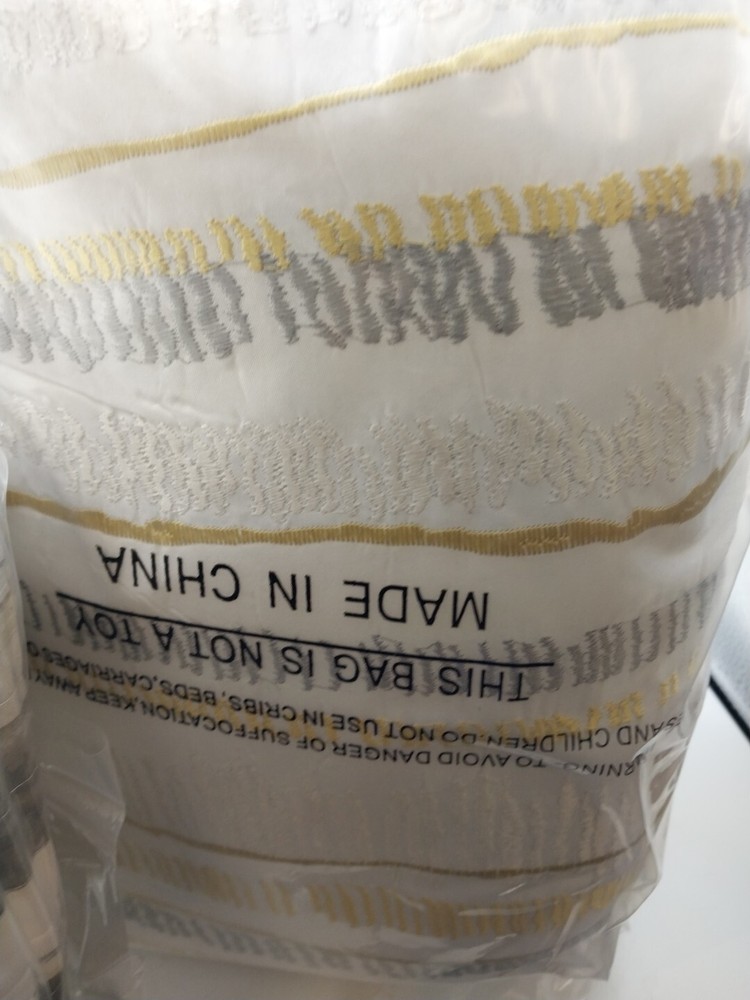 RNING: TO AVOID DANGER OF SUFFOCATION,KEEP AWAY
S AND CHILDREN.DO NOT USE IN CRIBS, BEDS,CARRIAGES O
THIS BAG IS NOT A TOY
MADE IN CHINA